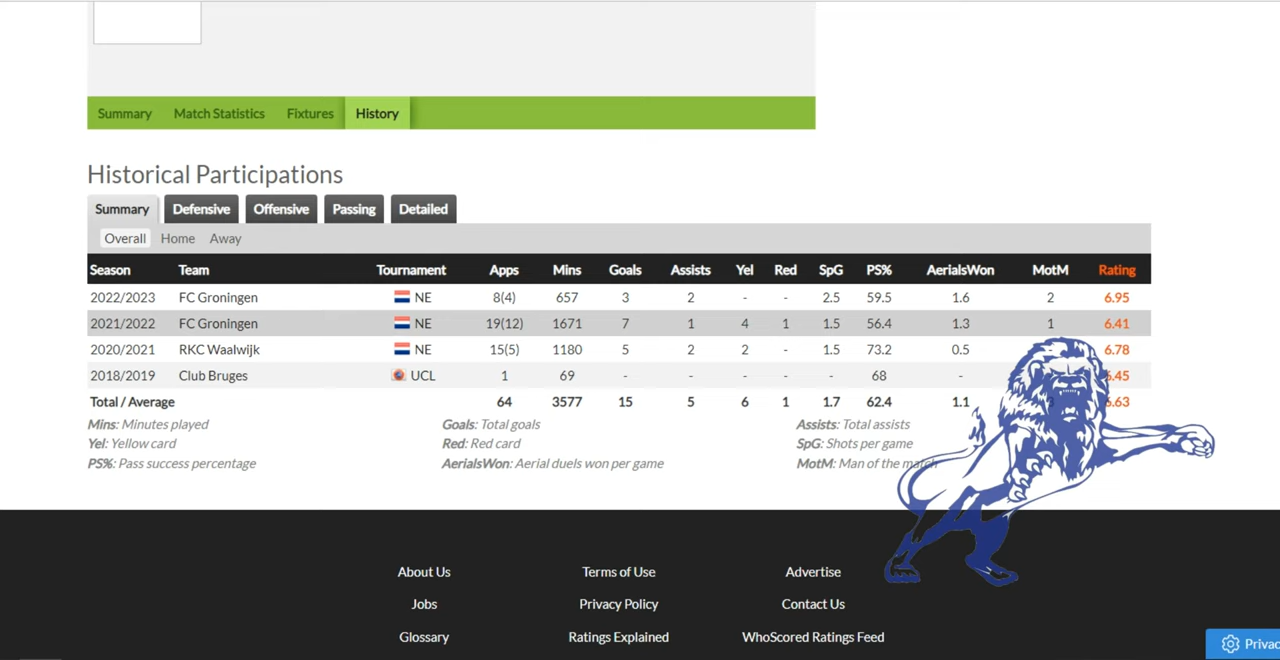 Summary Match Statistics Fixtures History
Historical Participations
Summary Defensive Offensive Passing Detailed
Overall Home Away
Season Team Tournament Apps Mins Goals Assists Yel Red SpG PS% AerialsWon MotM Rating
2022/2023 FC Groningen NE 8(4) 657 3 2 - - 2.5 59.5 1.6 2 6.95
2021/2022 FC Groningen NE 19(12) 1671 7 1 4 1 1.5 56.4 1.3 1 6.41
2020/2021 RKC Waalwijk NE 15(5) 1180 5 2 2 - 1.5 73.2 0.5 6.78
2018/2019 Club Bruges UCL 1 69 - - - - - 68 - 6.45
Total / Average 64 3577 15 5 6 1 1.7 62.4 1.1 3 6.63
Mins: Minutes played Goals: Total goals Assists: Total assists
Yel: Yellow card Red: Red card SpG: Shots per game
PS%: Pass success percentage AerialsWon: Aerial duels won per game MotM: Man of the match
About Us Terms of Use Advertise
Jobs Privacy Policy Contact Us
Glossary Ratings Explained WhoScored Ratings Feed
Privac